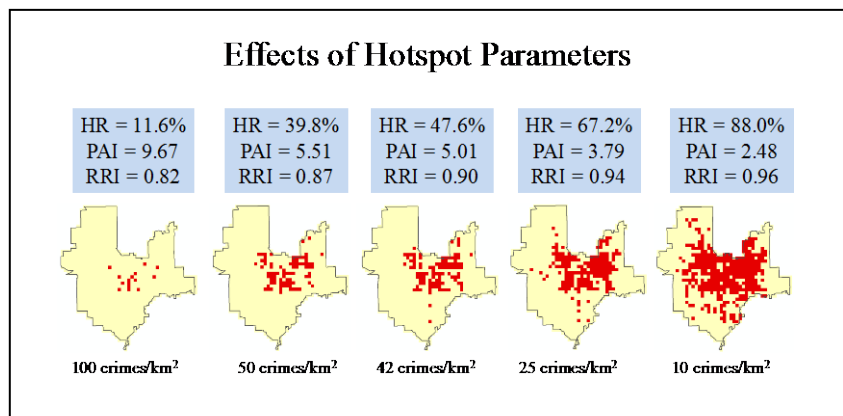 Effects of Hotspot Parameters
HR = 11.6%
PAI = 9.67
RRI = 0.82
HR = 39.8%
PAI = 5.51
RRI = 0.87
HR = 47.6%
PAI = 5.01
RRI = 0.90
HR = 67.2%
PAI = 3.79
RRI = 0.94
HR = 88.0%
PAI = 2.48
RRI = 0.96
100 crimes/km²
50 crimes/km²
42 crimes/km²
25 crimes/km²
10 crimes/km²